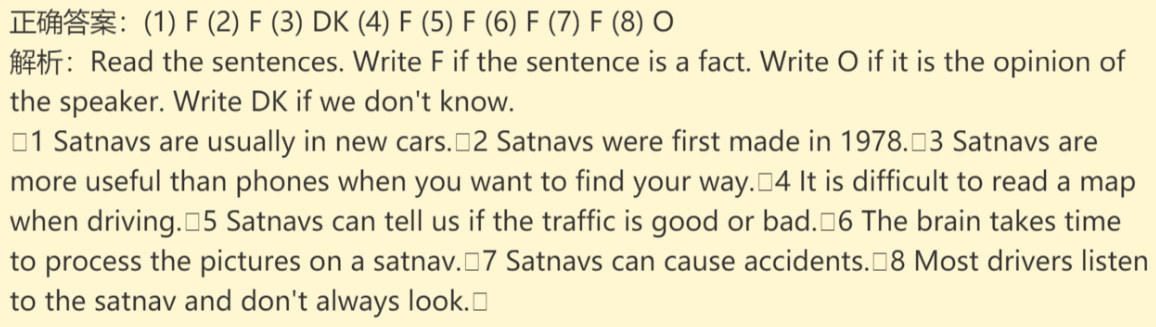 正确答案：(1) F (2) F (3) DK (4) F (5) F (6) F (7) F (8) O
解析：Read the sentences. Write F if the sentence is a fact. Write O if it is the opinion of
the speaker. Write DK if we don't know.
□1 Satnavs are usually in new cars.□2 Satnavs were first made in 1978.□3 Satnavs are
more useful than phones when you want to find your way.□4 It is difficult to read a map
when driving.□5 Satnavs can tell us if the traffic is good or bad.□6 The brain takes time
to process the pictures on a satnav.□7 Satnavs can cause accidents.□8 Most drivers listen
to the satnav and don't always look.□